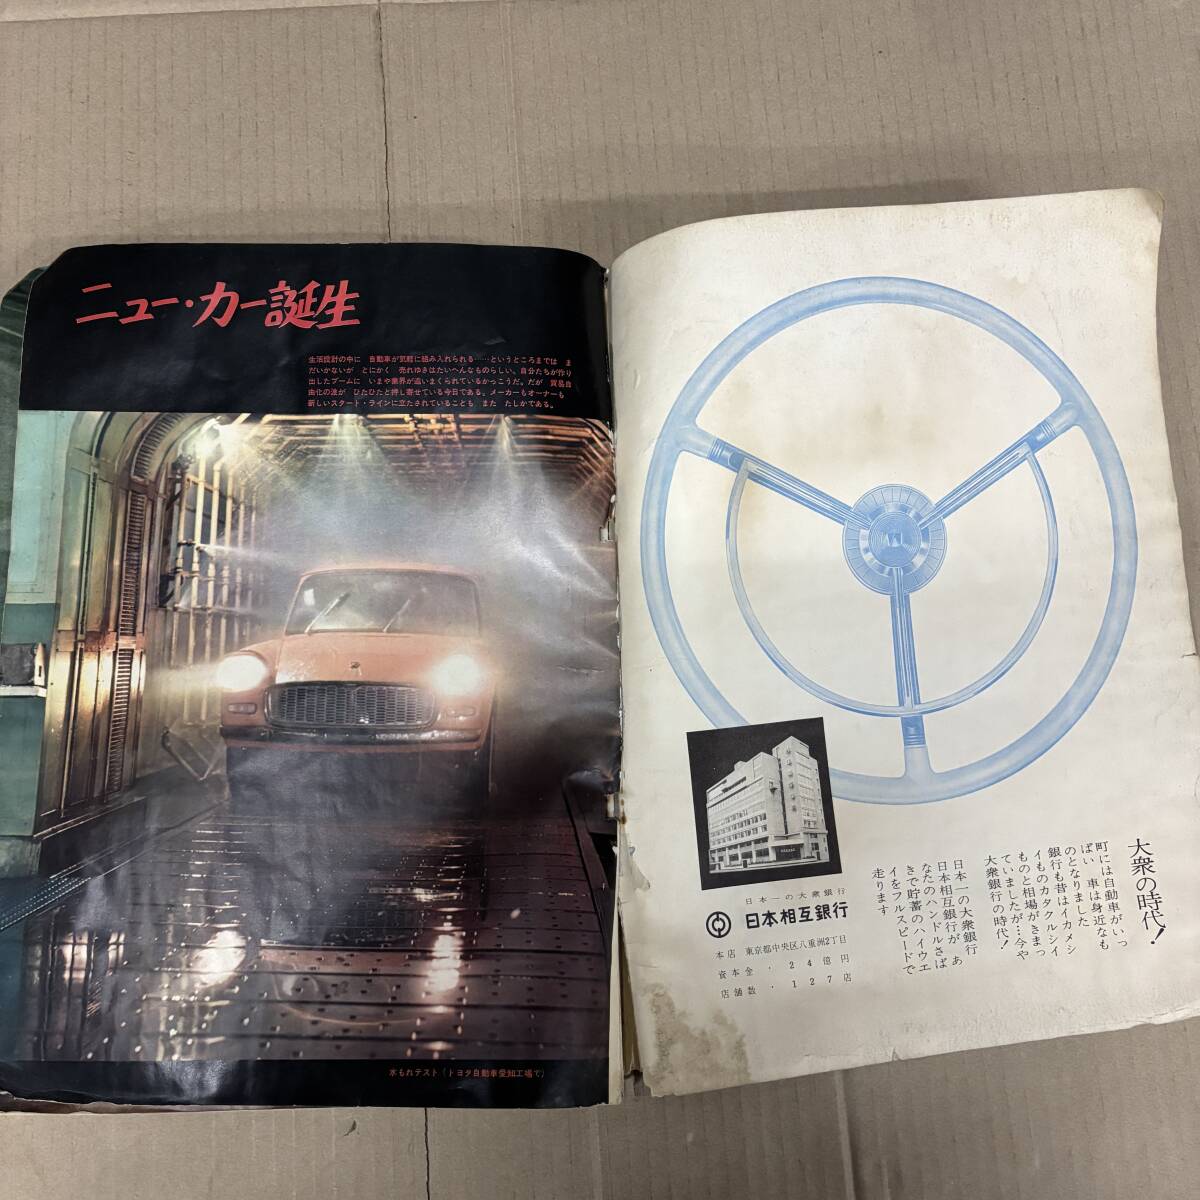 ニュー・カー誕生
生活設計の中に 自動車が気軽に組み入れられる……というところまでは ま
だいかないが とにかく 売れゆきはたいへんなものらしい。自分たちが作り
出したブームに いまや業界が追いまくられているかっこうだ。だが 貿易自
由化の波が ひたひたと押し寄せている今日である。メーカーもオーナーも
新しいスタート・ラインに立たされていることも また たしかである。
水もれテスト（トヨタ自動車愛知工場で）
大衆の時代！
町には自動車がいっ
ぱい 車は身近なも
のとなりました
銀行も昔はイカメシ
イものカタクルシイ
ものと相場がきまっ
ていましたが…今や
大衆銀行の時代！
日本一の大衆銀行
日本相互銀行が あ
なたのハンドルさば
きで貯蓄のハイウエ
イをフルスピードで
走ります
日本一の大衆銀行
日本相互銀行
本店 東京都中央区八重洲2丁目
資本金・24億円
店舗数・127店